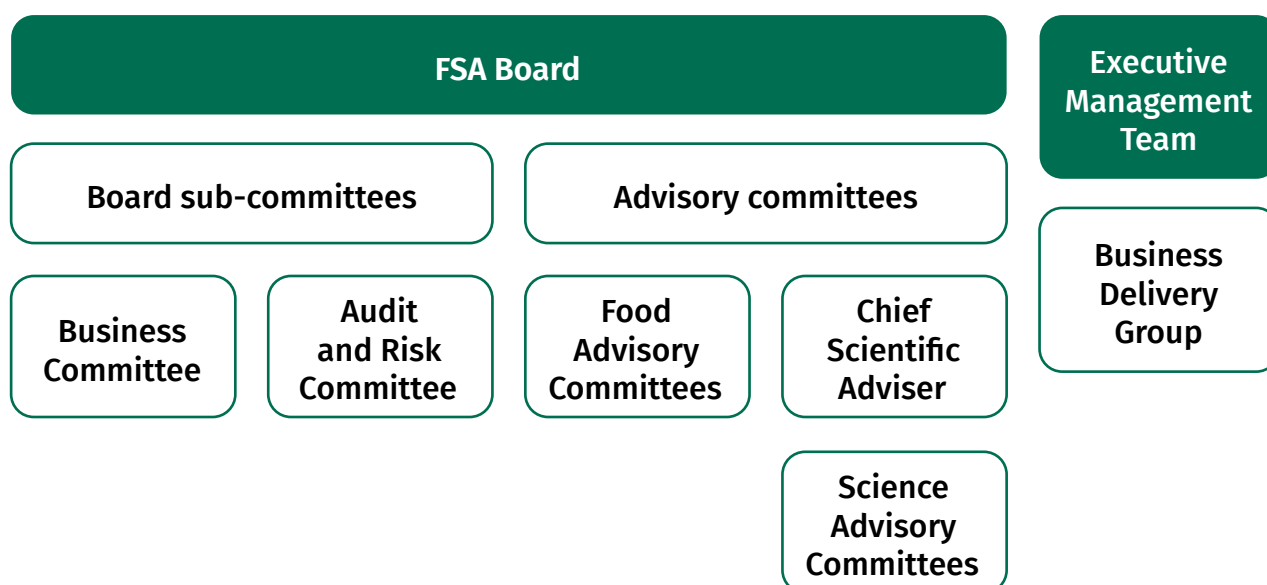 FSA Board
Executive
Management
Team
Board sub-committees
Advisory committees
Business
Delivery
Group
Business
Committee
Audit
and Risk
Committee
Food
Advisory
Committees
Chief
Scientific
Adviser
Science
Advisory
Committees